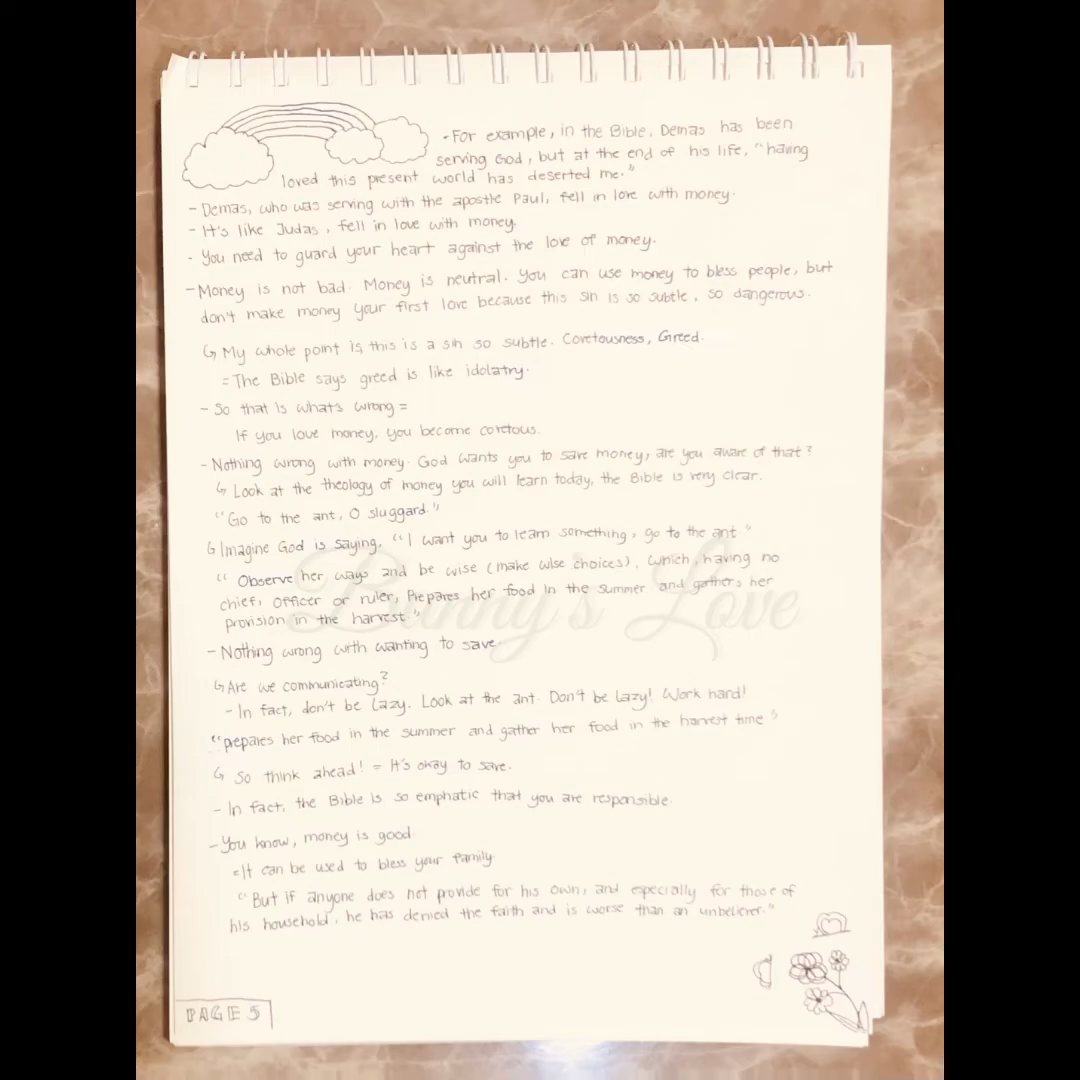 - For example, in the Bible, Demas has been
serving God, but at the end of his life, "having
loved this present world has deserted me."
- Demas, who was serving with the apostle Paul, fell in love with money.
- It's like Judas, fell in love with money.
- You need to guard your heart against the love of money.
- Money is not bad. Money is neutral. You can use money to bless people, but
don't make money your first love because this sin is so subtle, so dangerous.
↳ My whole point is, this is a sin so subtle. Covetousness, Greed.
= The Bible says greed is like idolatry.
- So that is what's wrong =
If you love money, you become covetous.
- Nothing wrong with money. God wants you to save money, are you aware of that?
↳ Look at the theology of money you will learn today, the Bible is very clear.
"Go to the ant, O sluggard."
↳ Imagine God is saying, "I want you to learn something, go to the ant"
"Observe her ways and be wise (make wise choices), which, having no
chief, Officer or ruler, Prepares her food in the summer and gathers her
provision in the harvest"
- Nothing wrong with wanting to save.
↳ Are we communicating?
- In fact, don't be lazy. Look at the ant. Don't be lazy! Work hard!
"prepares her food in the summer and gather her food in the harvest time"
↳ So think ahead! = It's okay to save.
- In fact, the Bible is so emphatic that you are responsible.
- You know, money is good.
= It can be used to bless your family.
"But if anyone does not provide for his own, and especially for those of
his household, he has denied the faith and is worse than an unbeliever."
PAGE 5
Bunny's Love